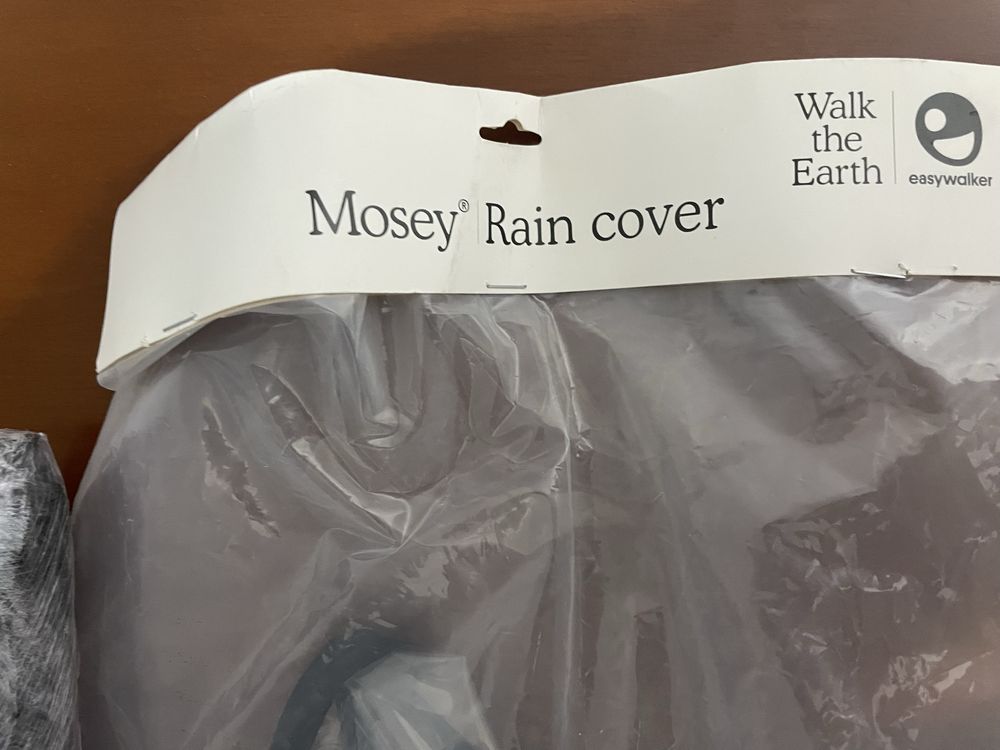 Walk
the
Earth
easywalker
Mosey® Rain cover